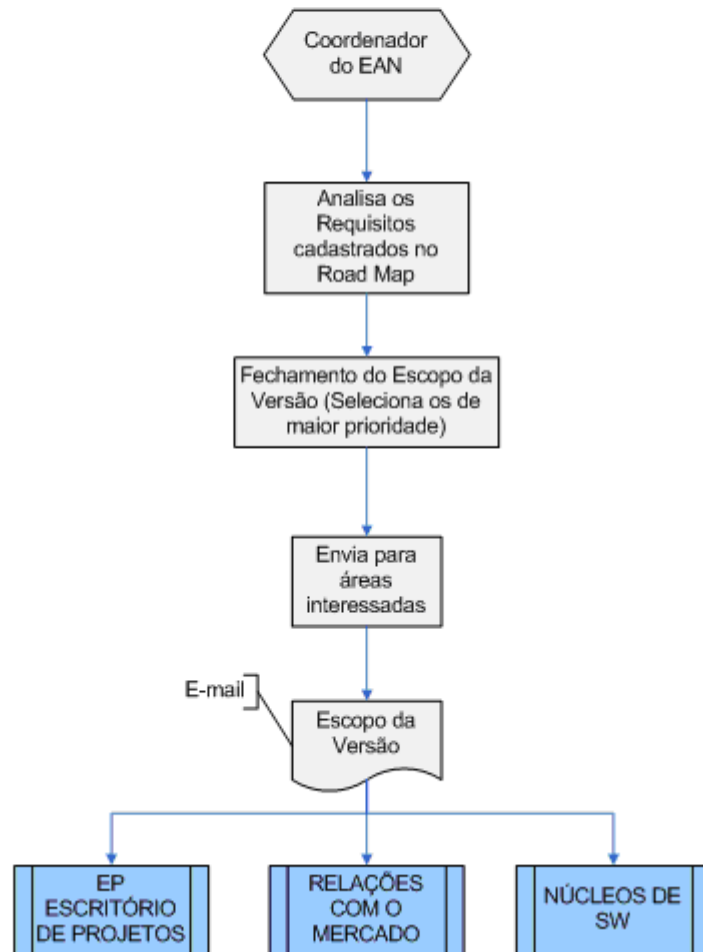 Coordenador
do EAN
Analisa os
Requisitos
cadastrados no
Road Map
Fechamento do Escopo da
Versão (Seleciona os de
maior prioridade)
Envia para
áreas
interessadas
E-mail
Escopo da
Versão
EP
ESCRITÓRIO
DE PROJETOS
RELAÇÕES
COM O
MERCADO
NÚCLEOS DE
SW